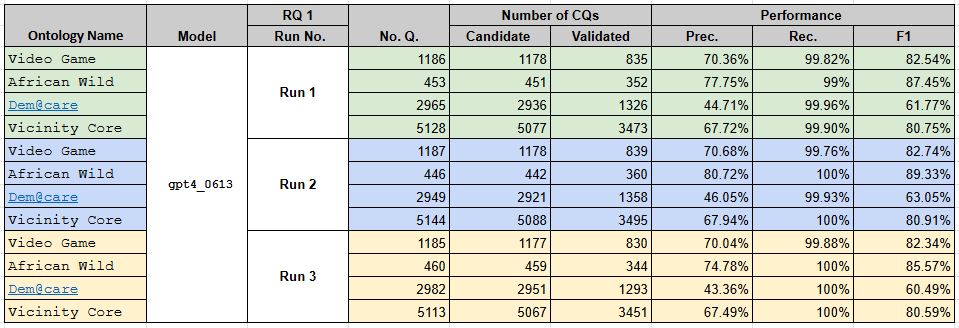 RQ 1 Number of CQs Performance
Ontology Name Model Run No. No. Q. Candidate Validated Prec. Rec. F1
Video Game 1186 1178 835 70.36% 99.82% 82.54%
African Wild 453 451 352 77.75% 99% 87.45%
Run 1
Dem@care 2965 2936 1326 44.71% 99.96% 61.77%
Vicinity Core 5128 5077 3473 67.72% 99.90% 80.75%
Video Game 1187 1178 839 70.68% 99.76% 82.74%
African Wild 446 442 360 80.72% 100% 89.33%
gpt4_0613 Run 2
Dem@care 2949 2921 1358 46.05% 99.93% 63.05%
Vicinity Core 5144 5088 3495 67.94% 100% 80.91%
Video Game 1185 1177 830 70.04% 99.88% 82.34%
African Wild 460 459 344 74.78% 100% 85.57%
Run 3
Dem@care 2982 2951 1293 43.36% 100% 60.49%
Vicinity Core 5113 5067 3451 67.49% 100% 80.59%